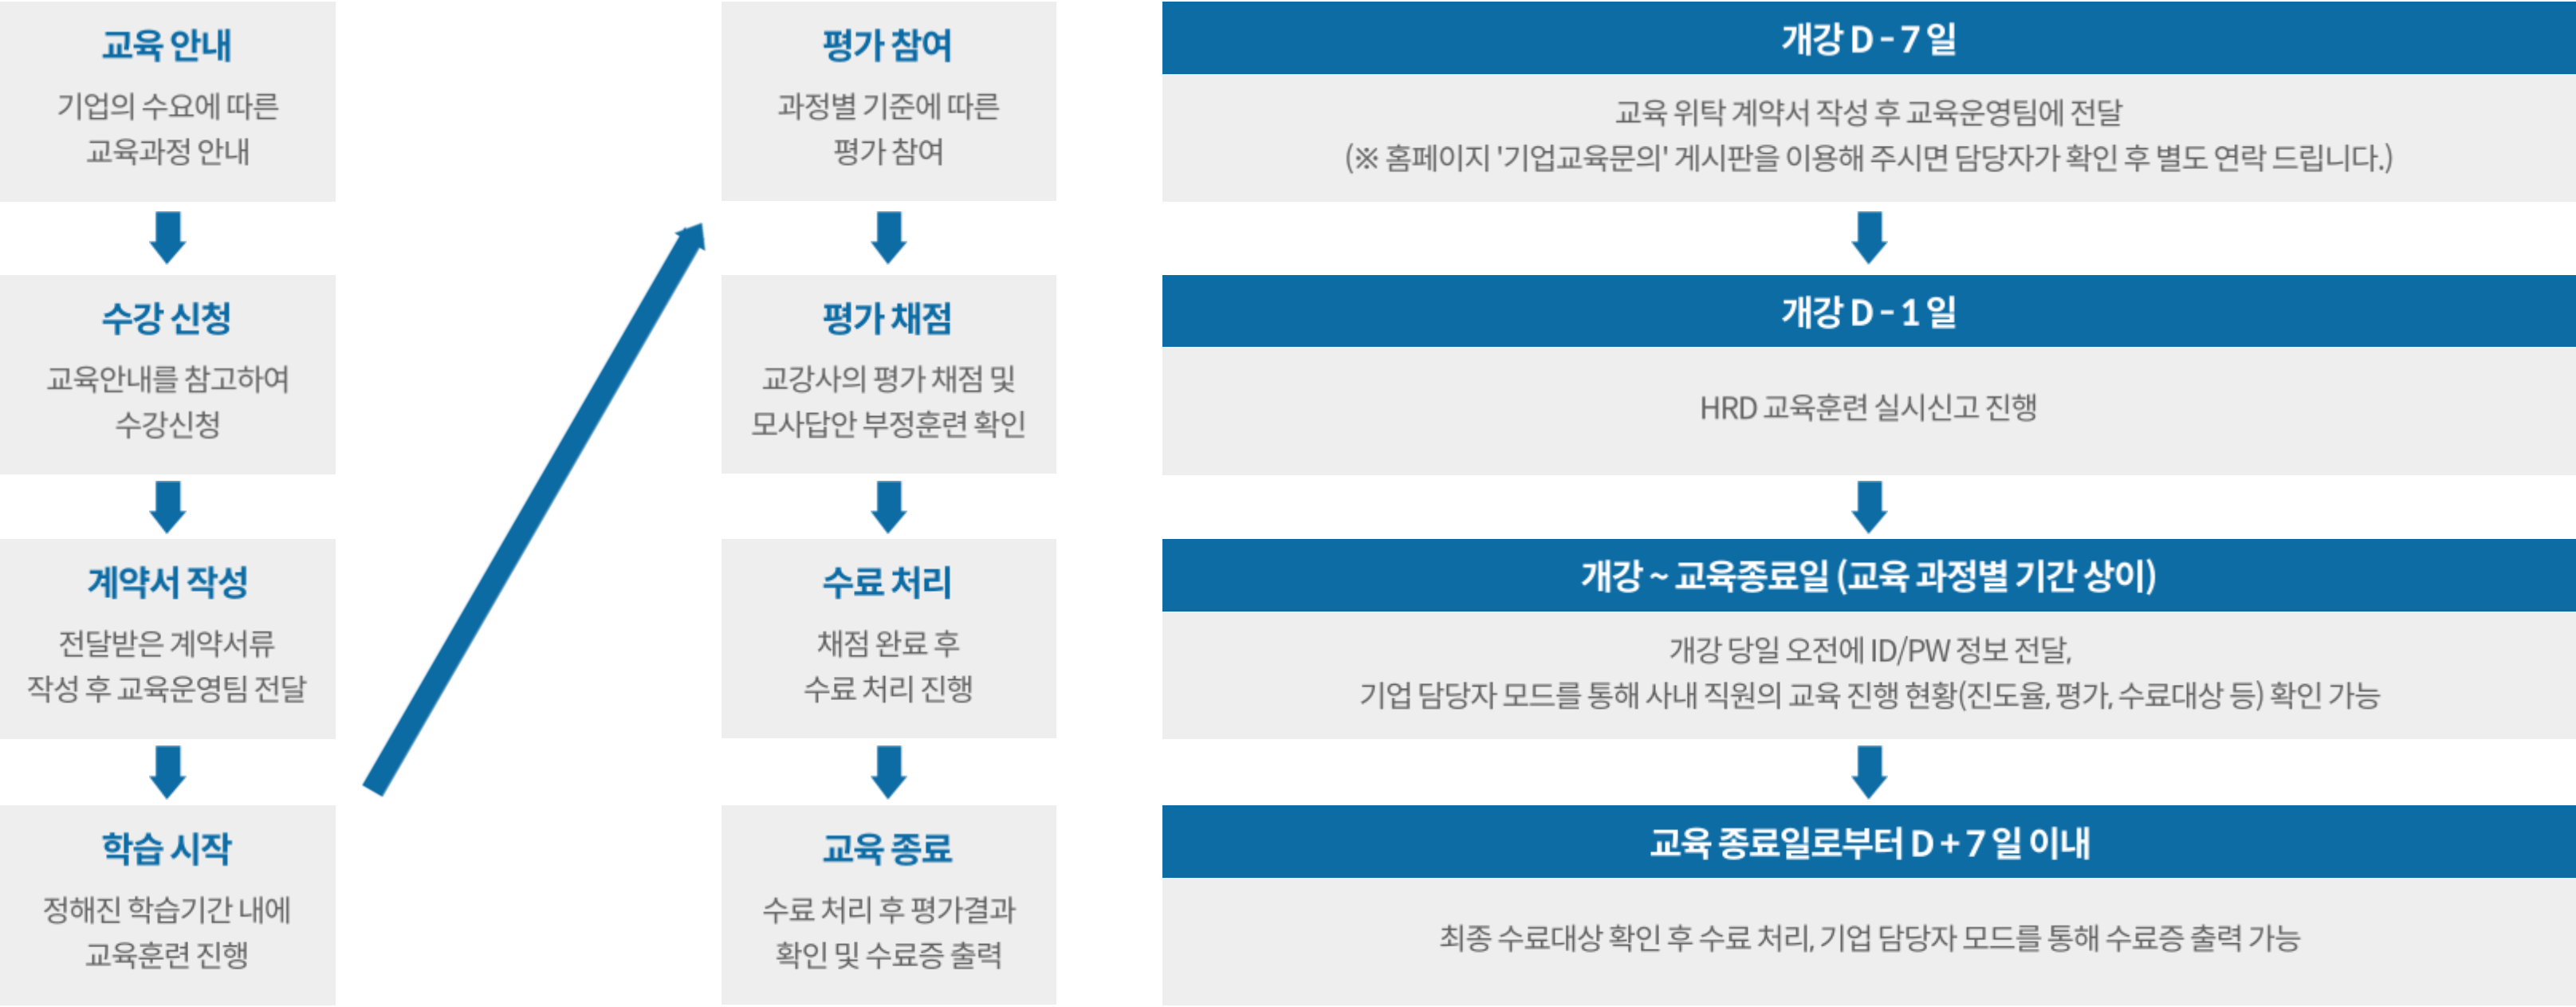 교육 안내
기업의 수요에 따른
교육과정 안내
수강 신청
교육안내를 참고하여
수강신청
계약서 작성
전달받은 계약서류
작성 후 교육운영팀 전달
학습 시작
정해진 학습기간 내에
교육훈련 진행
평가 참여
과정별 기준에 따른
평가 참여
평가 채점
교강사의 평가 채점 및
모사답안 부정훈련 확인
수료 처리
채점 완료 후
수료 처리 진행
교육 종료
수료 처리 후 평가결과
확인 및 수료증 출력
개강 D - 7 일
교육 위탁 계약서 작성 후 교육운영팀에 전달
(※ 홈페이지 '기업교육문의' 게시판을 이용해 주시면 담당자가 확인 후 별도 연락 드립니다.)
개강 D - 1 일
HRD 교육훈련 실시신고 진행
개강 ~ 교육종료일 (교육 과정별 기간 상이)
개강 당일 오전에 ID/PW 정보 전달,
기업 담당자 모드를 통해 사내 직원의 교육 진행 현황(진도율, 평가, 수료대상 등) 확인 가능
교육 종료일로부터 D + 7 일 이내
최종 수료대상 확인 후 수료 처리, 기업 담당자 모드를 통해 수료증 출력 가능